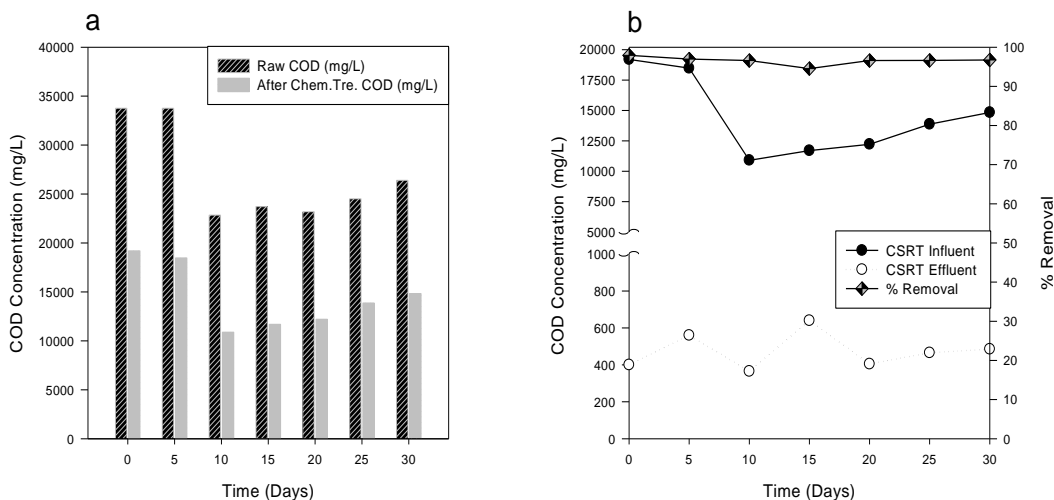 a
COD Concentration (mg/L)
40000
35000
30000
25000
20000
15000
10000
5000
0
Raw COD (mg/L)
After Chem.Tre. COD (mg/L)
0 5 10 15 20 25 30
Time (Days)
b
COD Concentration (mg/L)
20000
17500
15000
12500
10000
7500
5000
1000
800
600
400
200
0
CSRT Influent
CSRT Effluent
% Removal
100
90
80
70
60
50
40
30
20
10
0
% Removal
0 5 10 15 20 25 30
Time (Days)